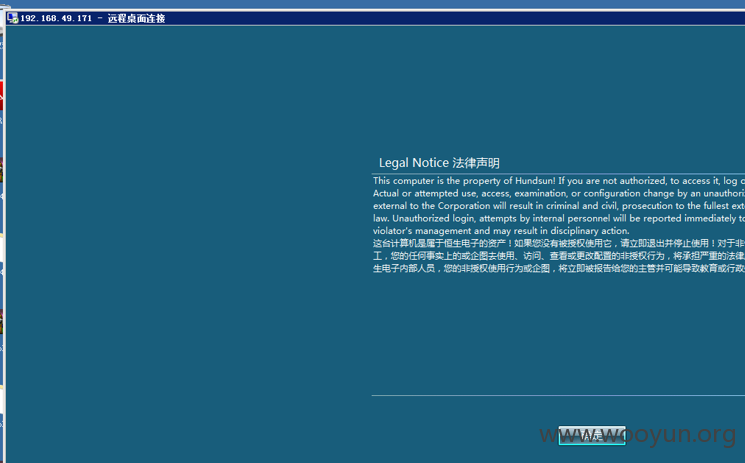 192.168.49.171 - 远程桌面连接
Legal Notice 法律声明
This computer is the property of Hundsun! If you are not authorized, to access it, log o
Actual or attempted use, access, examination, or configuration change by an unauthoriz
external to the Corporation will result in criminal and civil, prosecution to the fullest ext
law. Unauthorized login, attempts by internal personnel will be reported immediately to
violator's management and may result in disciplinary action.
这台计算机是属于恒生电子的资产！如果您没有被授权使用它，请立即退出并停止使用！对于非
工，您的任何事实上的或企图去使用、访问、查看或更改配置的非授权行为，将承担严重的法律
生电子内部人员，您的非授权使用行为或企图，将立即被报告给您的主管并可能导致教育或行政
www.wooyun.org